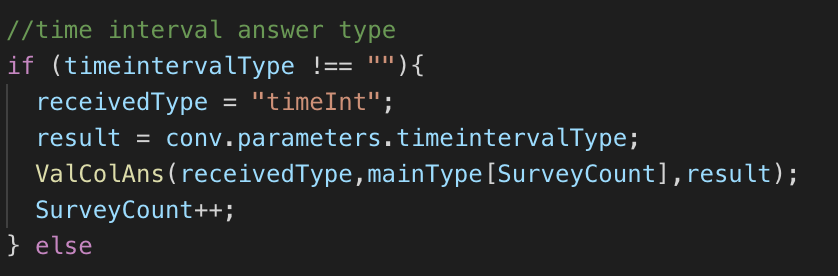 //time interval answer type
if (timeintervalType !== ""){
receivedType = "timeInt";
result = conv.parameters.timeintervalType;
ValColAns(receivedType,mainType[SurveyCount],result);
SurveyCount++;
} else